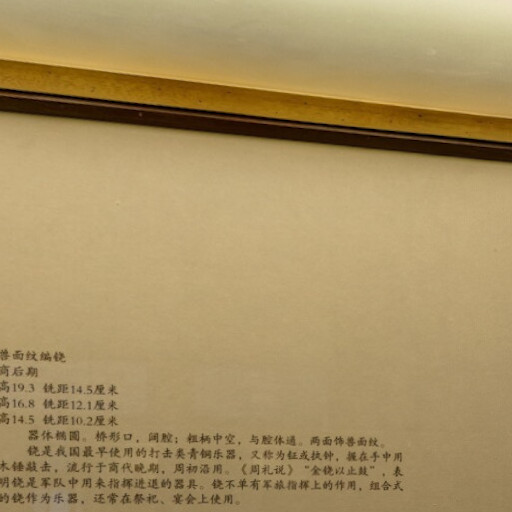 兽面纹编铙
商后期
高19.3 铣距14.5厘米
高16.8 铣距12.1厘米
高14.5 铣距10.2厘米
器体椭圆。桥形口，阔腔；粗柄中空，与腔体通。两面饰兽面纹。
铙是我国最早使用的打击类青铜乐器，又称为钲或执钟，握在手中用
木锤敲击，流行于商代晚期，周初沿用。《周礼说》“金铙以止鼓”，表
明铙是军队中用来指挥进退的器具。铙不单有军旅指挥上的作用，组合式
的铙作为乐器，还常在祭祀、宴会上使用。